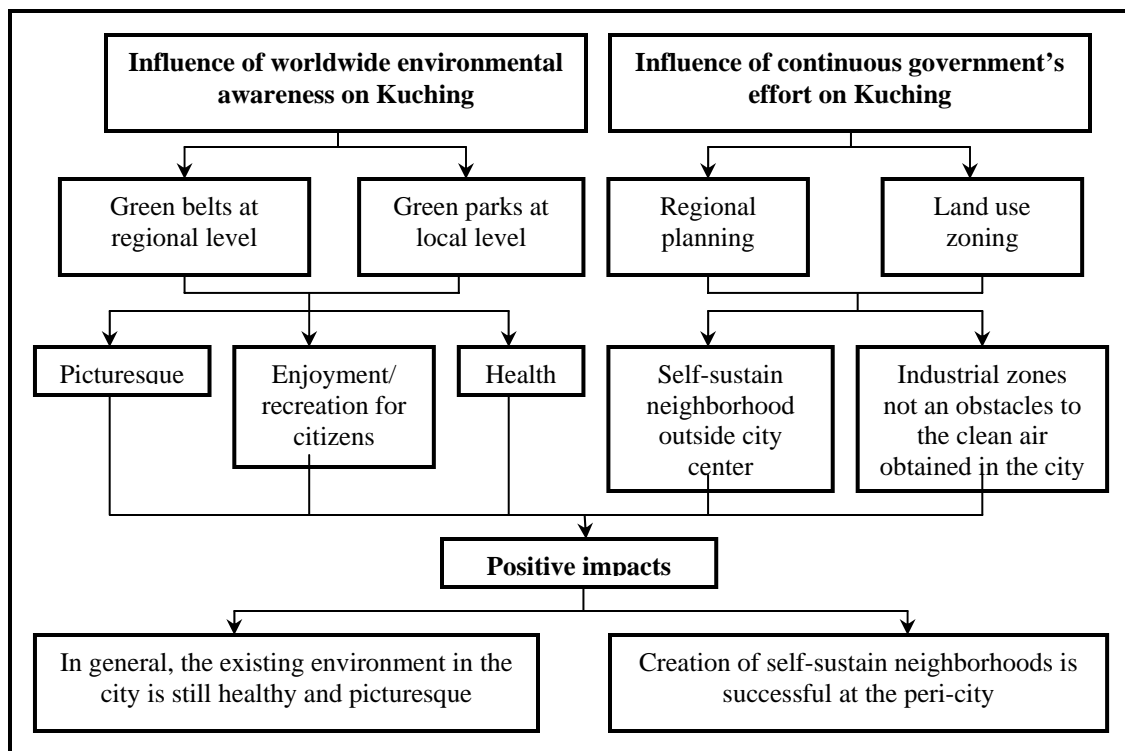 Influence of worldwide environmental
awareness on Kuching
Influence of continuous government's
effort on Kuching
Green belts at
regional level
Green parks at
local level
Regional
planning
Land use
zoning
Picturesque
Enjoyment/
recreation for
citizens
Health
Self-sustain
neighborhood
outside city
center
Industrial zones
not an obstacles to
the clean air
obtained in the city
Positive impacts
In general, the existing environment in the
city is still healthy and picturesque
Creation of self-sustain neighborhoods is
successful at the peri-city